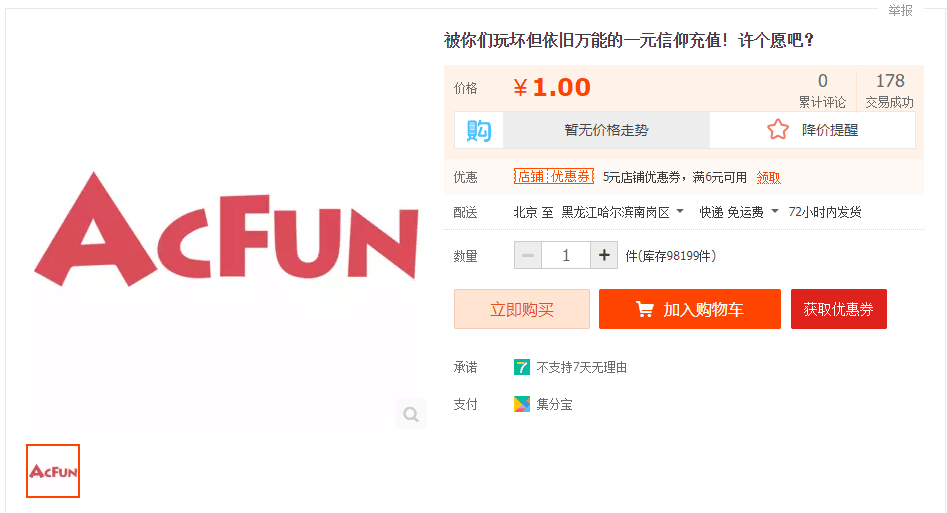 举报
被你们玩坏但依旧万能的一元信仰充值！许个愿吧？
价格 ¥1.00
0 累计评论
178 交易成功
购 暂无价格走势 降价提醒
优惠 店铺优惠券 5元店铺优惠券，满6元可用 领取
配送 北京 至 黑龙江哈尔滨南岗区 快递 免运费 72小时内发货
数量 − 1 + 件(库存98199件)
立即购买 加入购物车 获取优惠券
承诺 7 不支持7天无理由
支付 集分宝
ACFUN
ACFUN